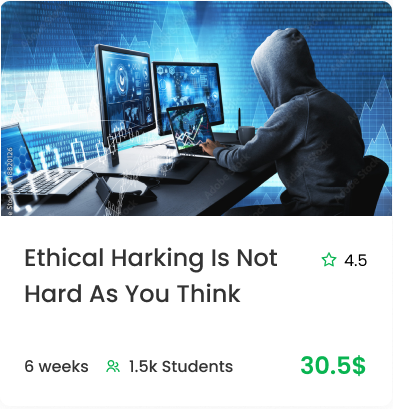 Ethical Harking Is Not
Hard As You Think
4.5
6 weeks
1.5k Students
30.5$